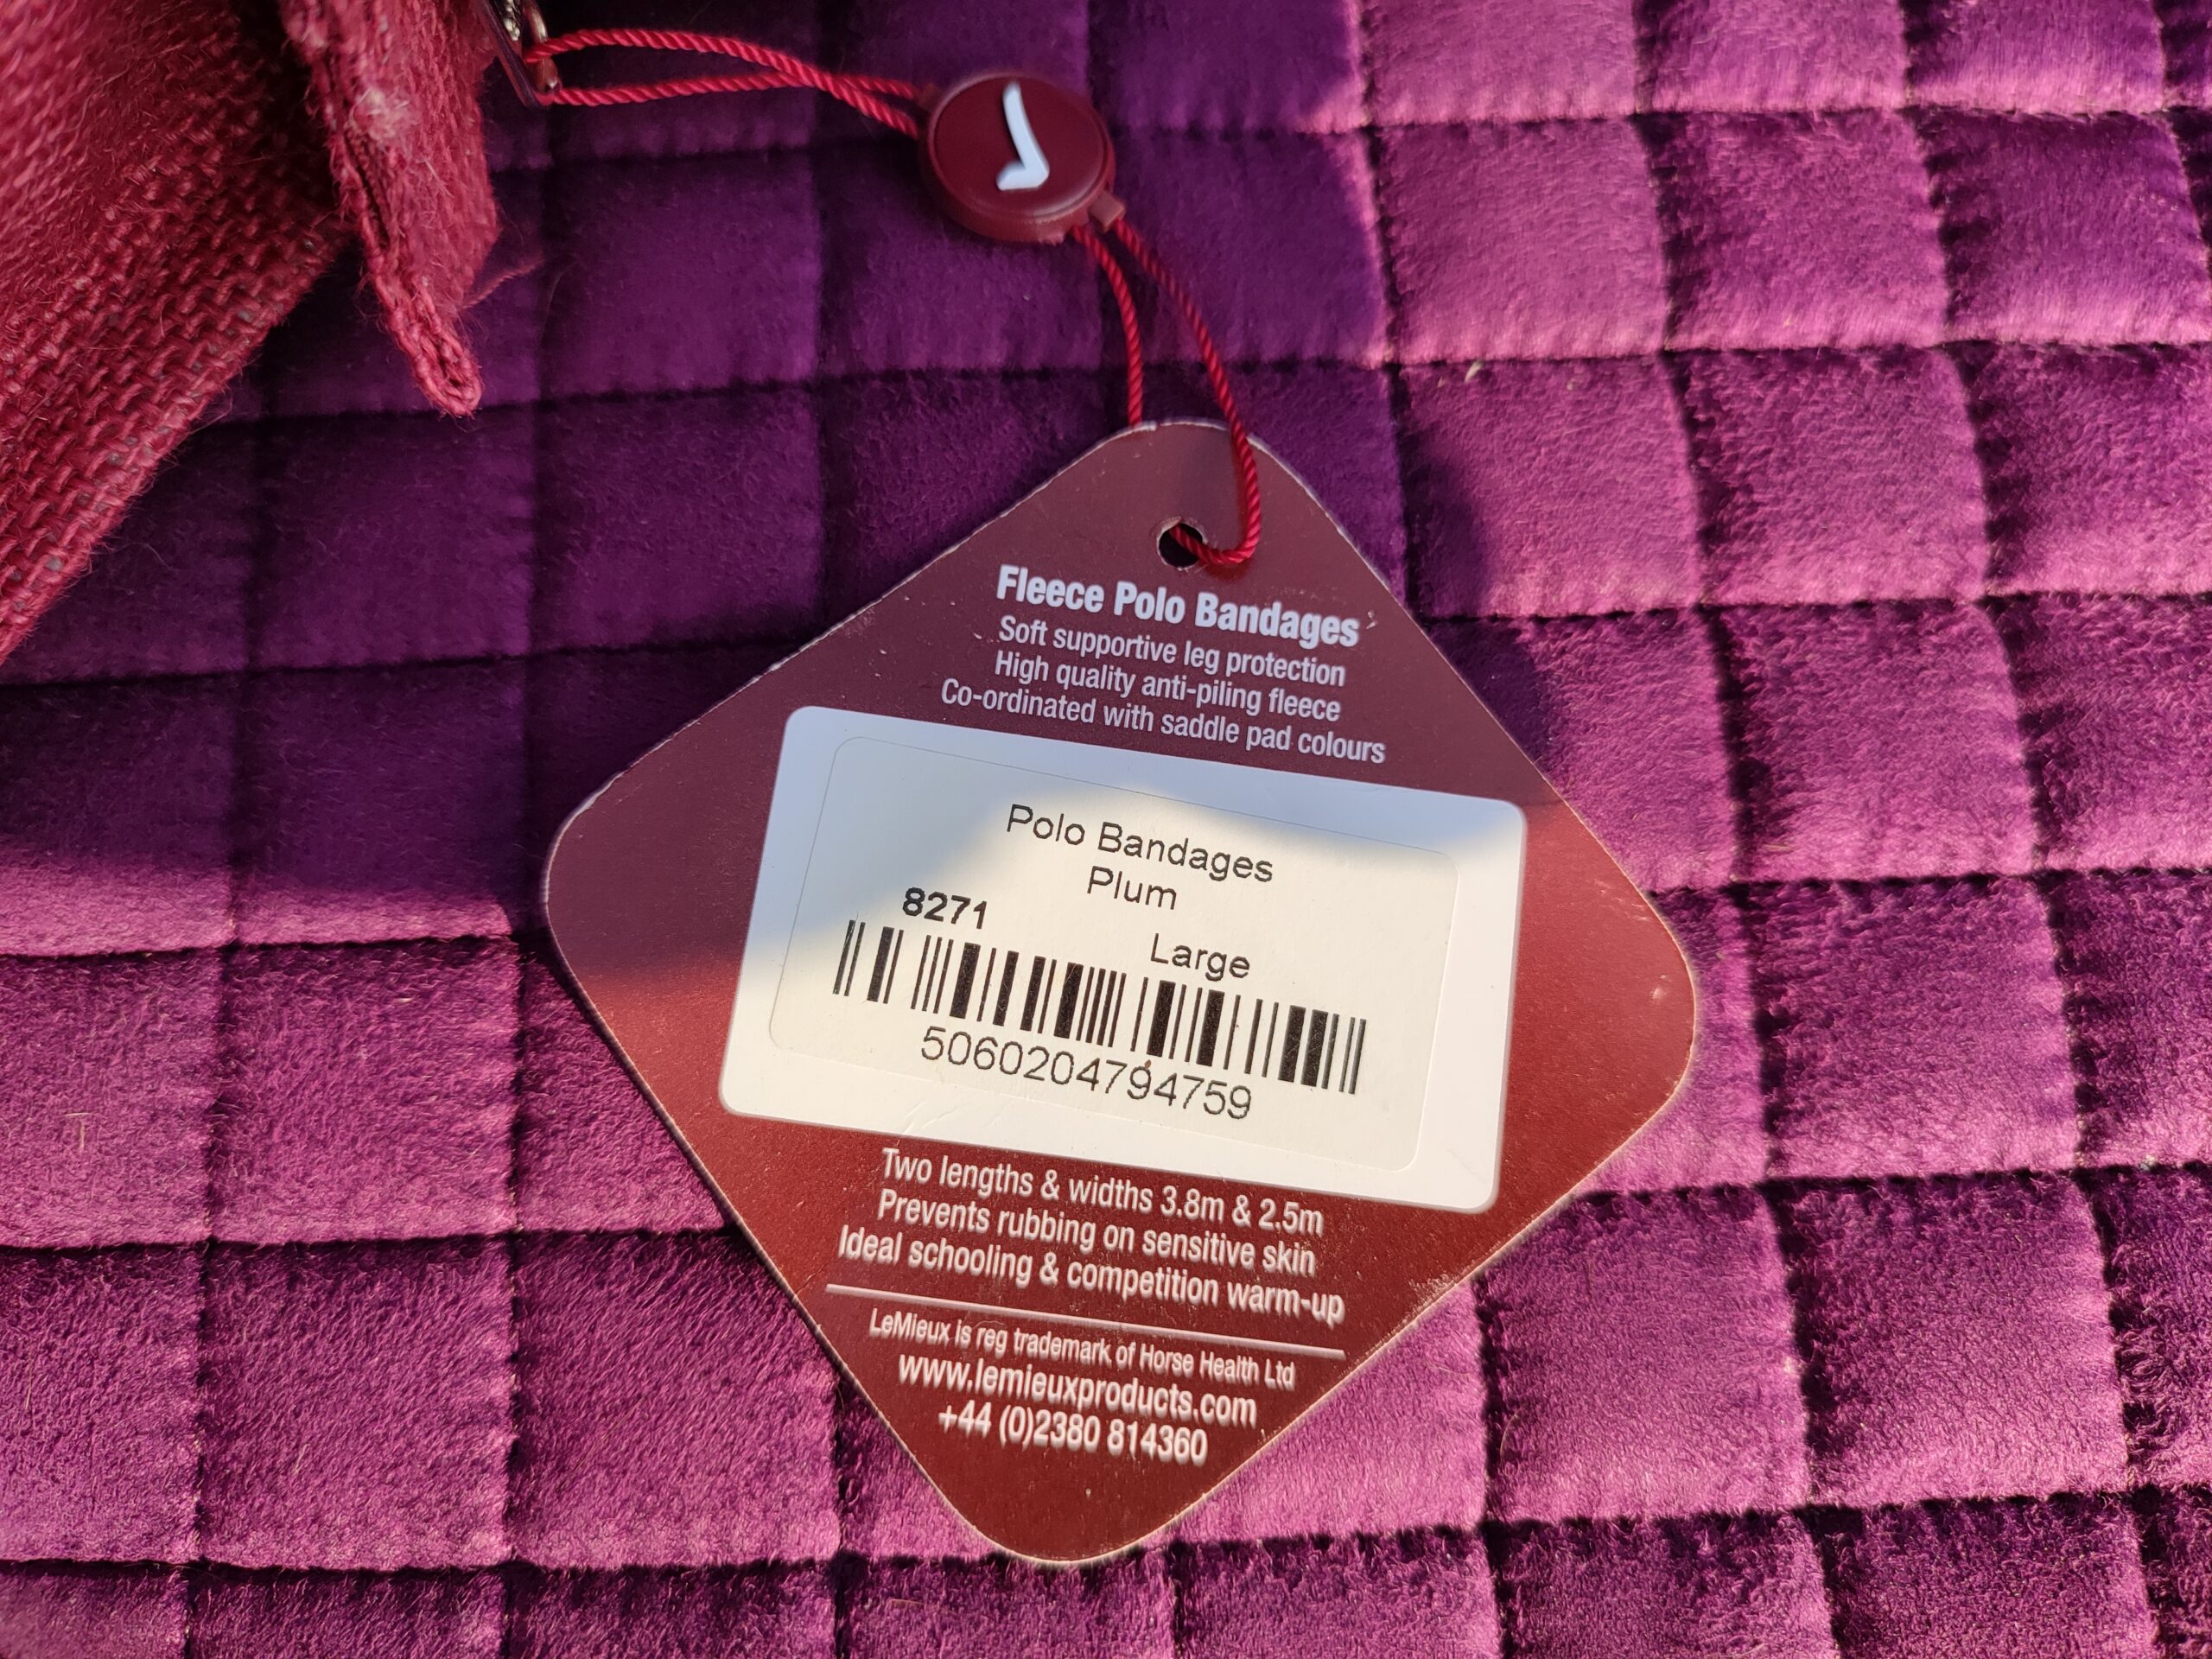 Fleece Polo Bandages
Soft supportive leg protection
High quality anti-piling fleece
Co-ordinated with saddle pad colours
Polo Bandages
Plum
8271
Large
5060204794759
Two lengths & widths 3.8m & 2.5m
Prevents rubbing on sensitive skin
Ideal schooling & competition warm-up
LeMieux is reg trademark of Horse Health Ltd
www.lemieuxproducts.com
+44 (0)2380 814360